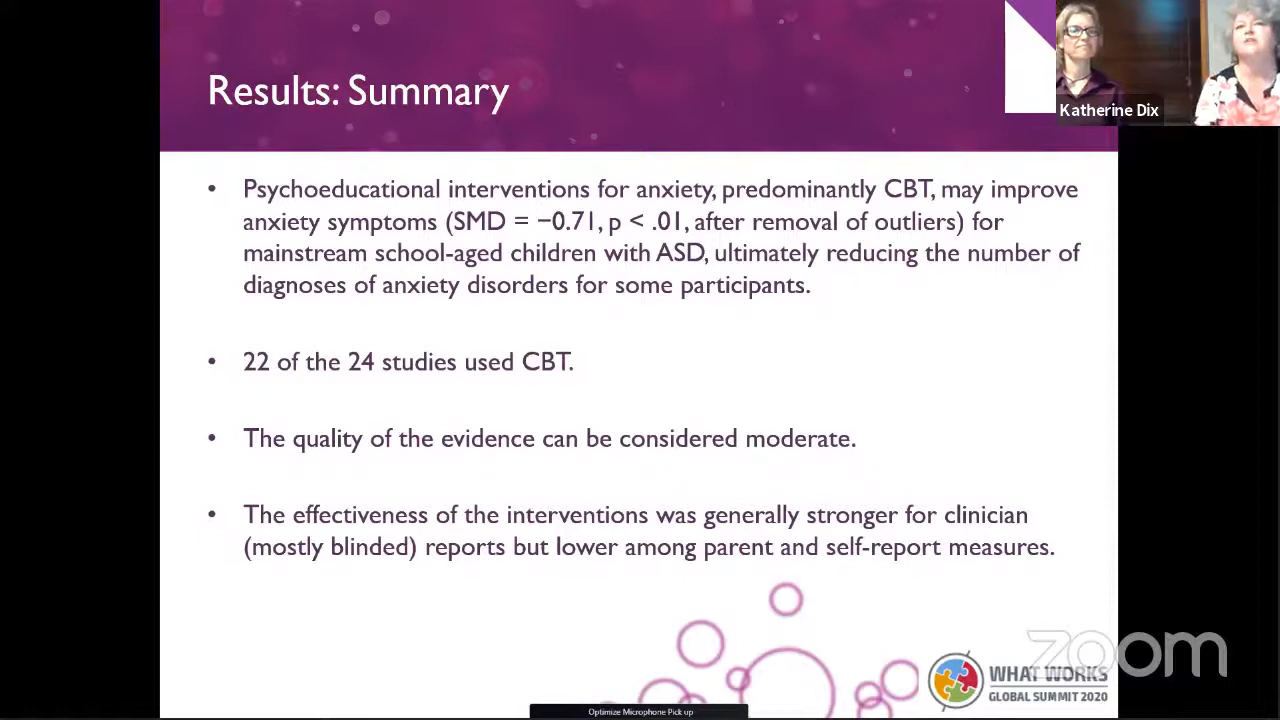 Results: Summary
Katherine Dix
• Psychoeducational interventions for anxiety, predominantly CBT, may improve
anxiety symptoms (SMD = −0.71, p < .01, after removal of outliers) for
mainstream school-aged children with ASD, ultimately reducing the number of
diagnoses of anxiety disorders for some participants.
• 22 of the 24 studies used CBT.
• The quality of the evidence can be considered moderate.
• The effectiveness of the interventions was generally stronger for clinician
(mostly blinded) reports but lower among parent and self-report measures.
zoom
WHAT WORKS
GLOBAL SUMMIT 2020
Optimize Microphone Pick up